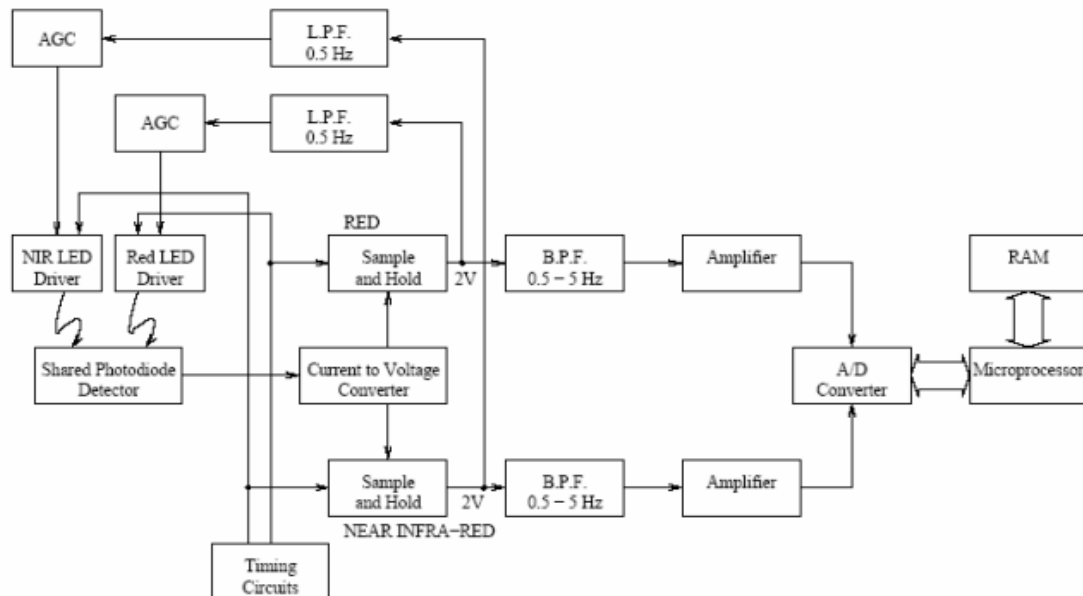 AGC
L.P.F.
0.5 Hz
AGC
L.P.F.
0.5 Hz
RED
NIR LED
Driver
Red LED
Driver
Sample
and Hold
2V
B.P.F.
0.5 − 5 Hz
Amplifier
RAM
Shared Photodiode
Detector
Current to Voltage
Converter
A/D
Converter
Microprocessor
Sample
and Hold
2V
B.P.F.
0.5 − 5 Hz
Amplifier
NEAR INFRA−RED
Timing
Circuits